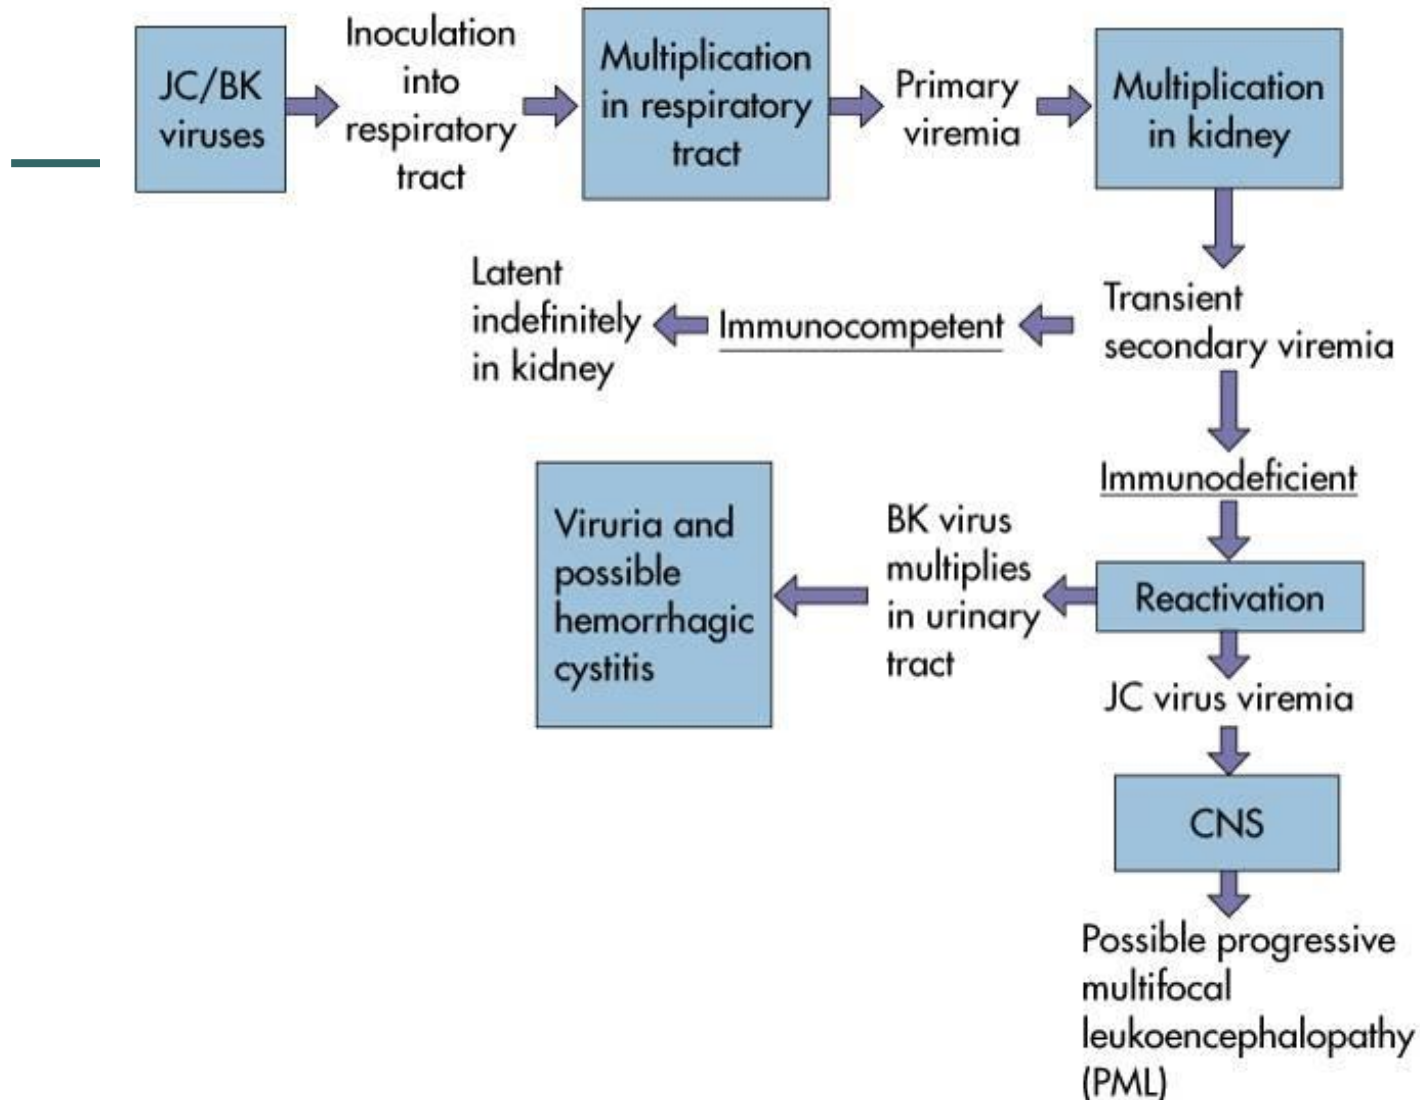 JC/BK
viruses
Inoculation
into
respiratory
tract
Multiplication
in respiratory
tract
Primary
viremia
Multiplication
in kidney
Transient
secondary viremia
Immunocompetent
Latent
indefinitely
in kidney
Immunodeficient
Reactivation
BK virus
multiplies
in urinary
tract
Viruria and
possible
hemorrhagic
cystitis
JC virus viremia
CNS
Possible progressive
multifocal
leukoencephalopathy
(PML)